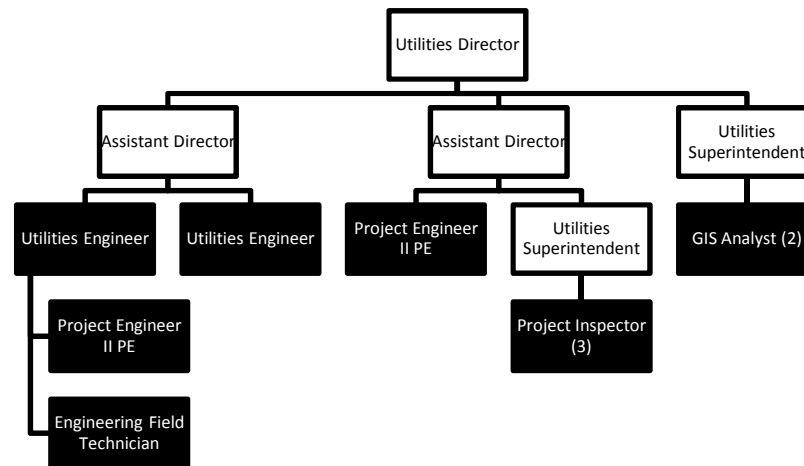 Utilities Director
Assistant Director
Assistant Director
Utilities
Superintendent
Utilities Engineer
Utilities Engineer
Project Engineer
II PE
Utilities
Superintendent
GIS Analyst (2)
Project Engineer
II PE
Project Inspector
(3)
Engineering Field
Technician